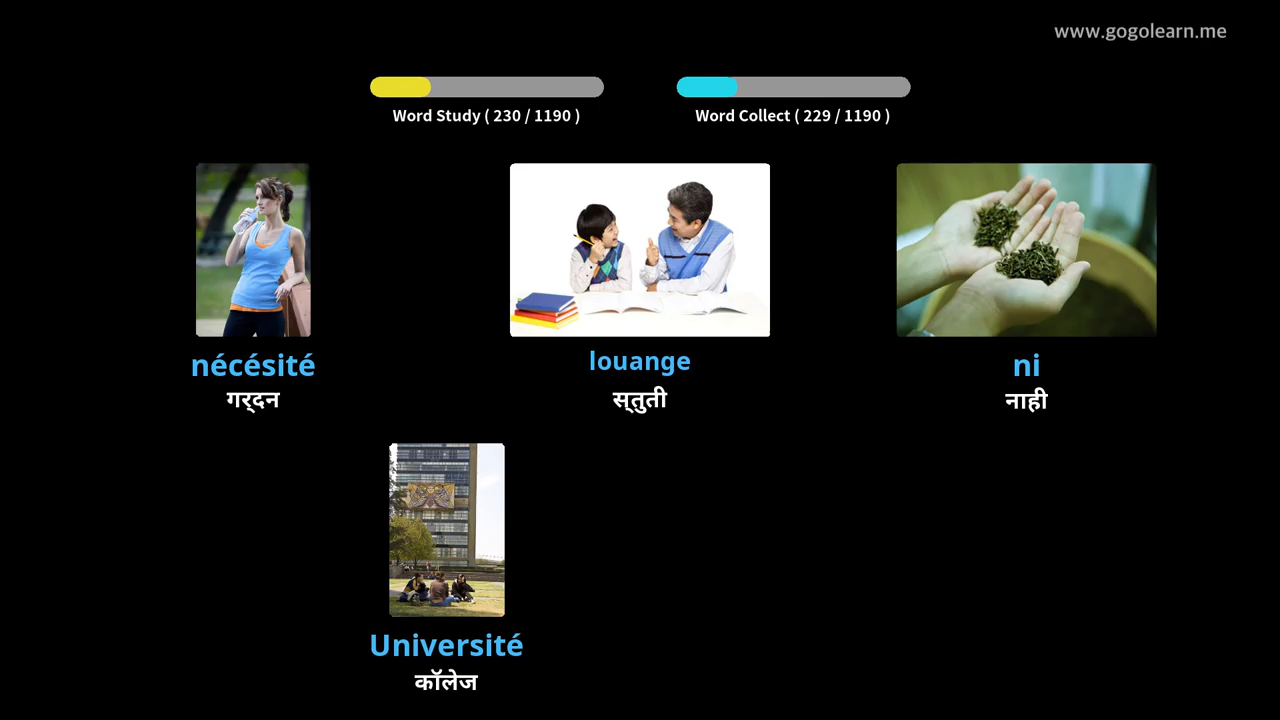 www.gogolearn.me
Word Study ( 230 / 1190 )
Word Collect ( 229 / 1190 )
nécésité
गर्दन
louange
स्तुती
ni
नाही
Université
कॉलेज